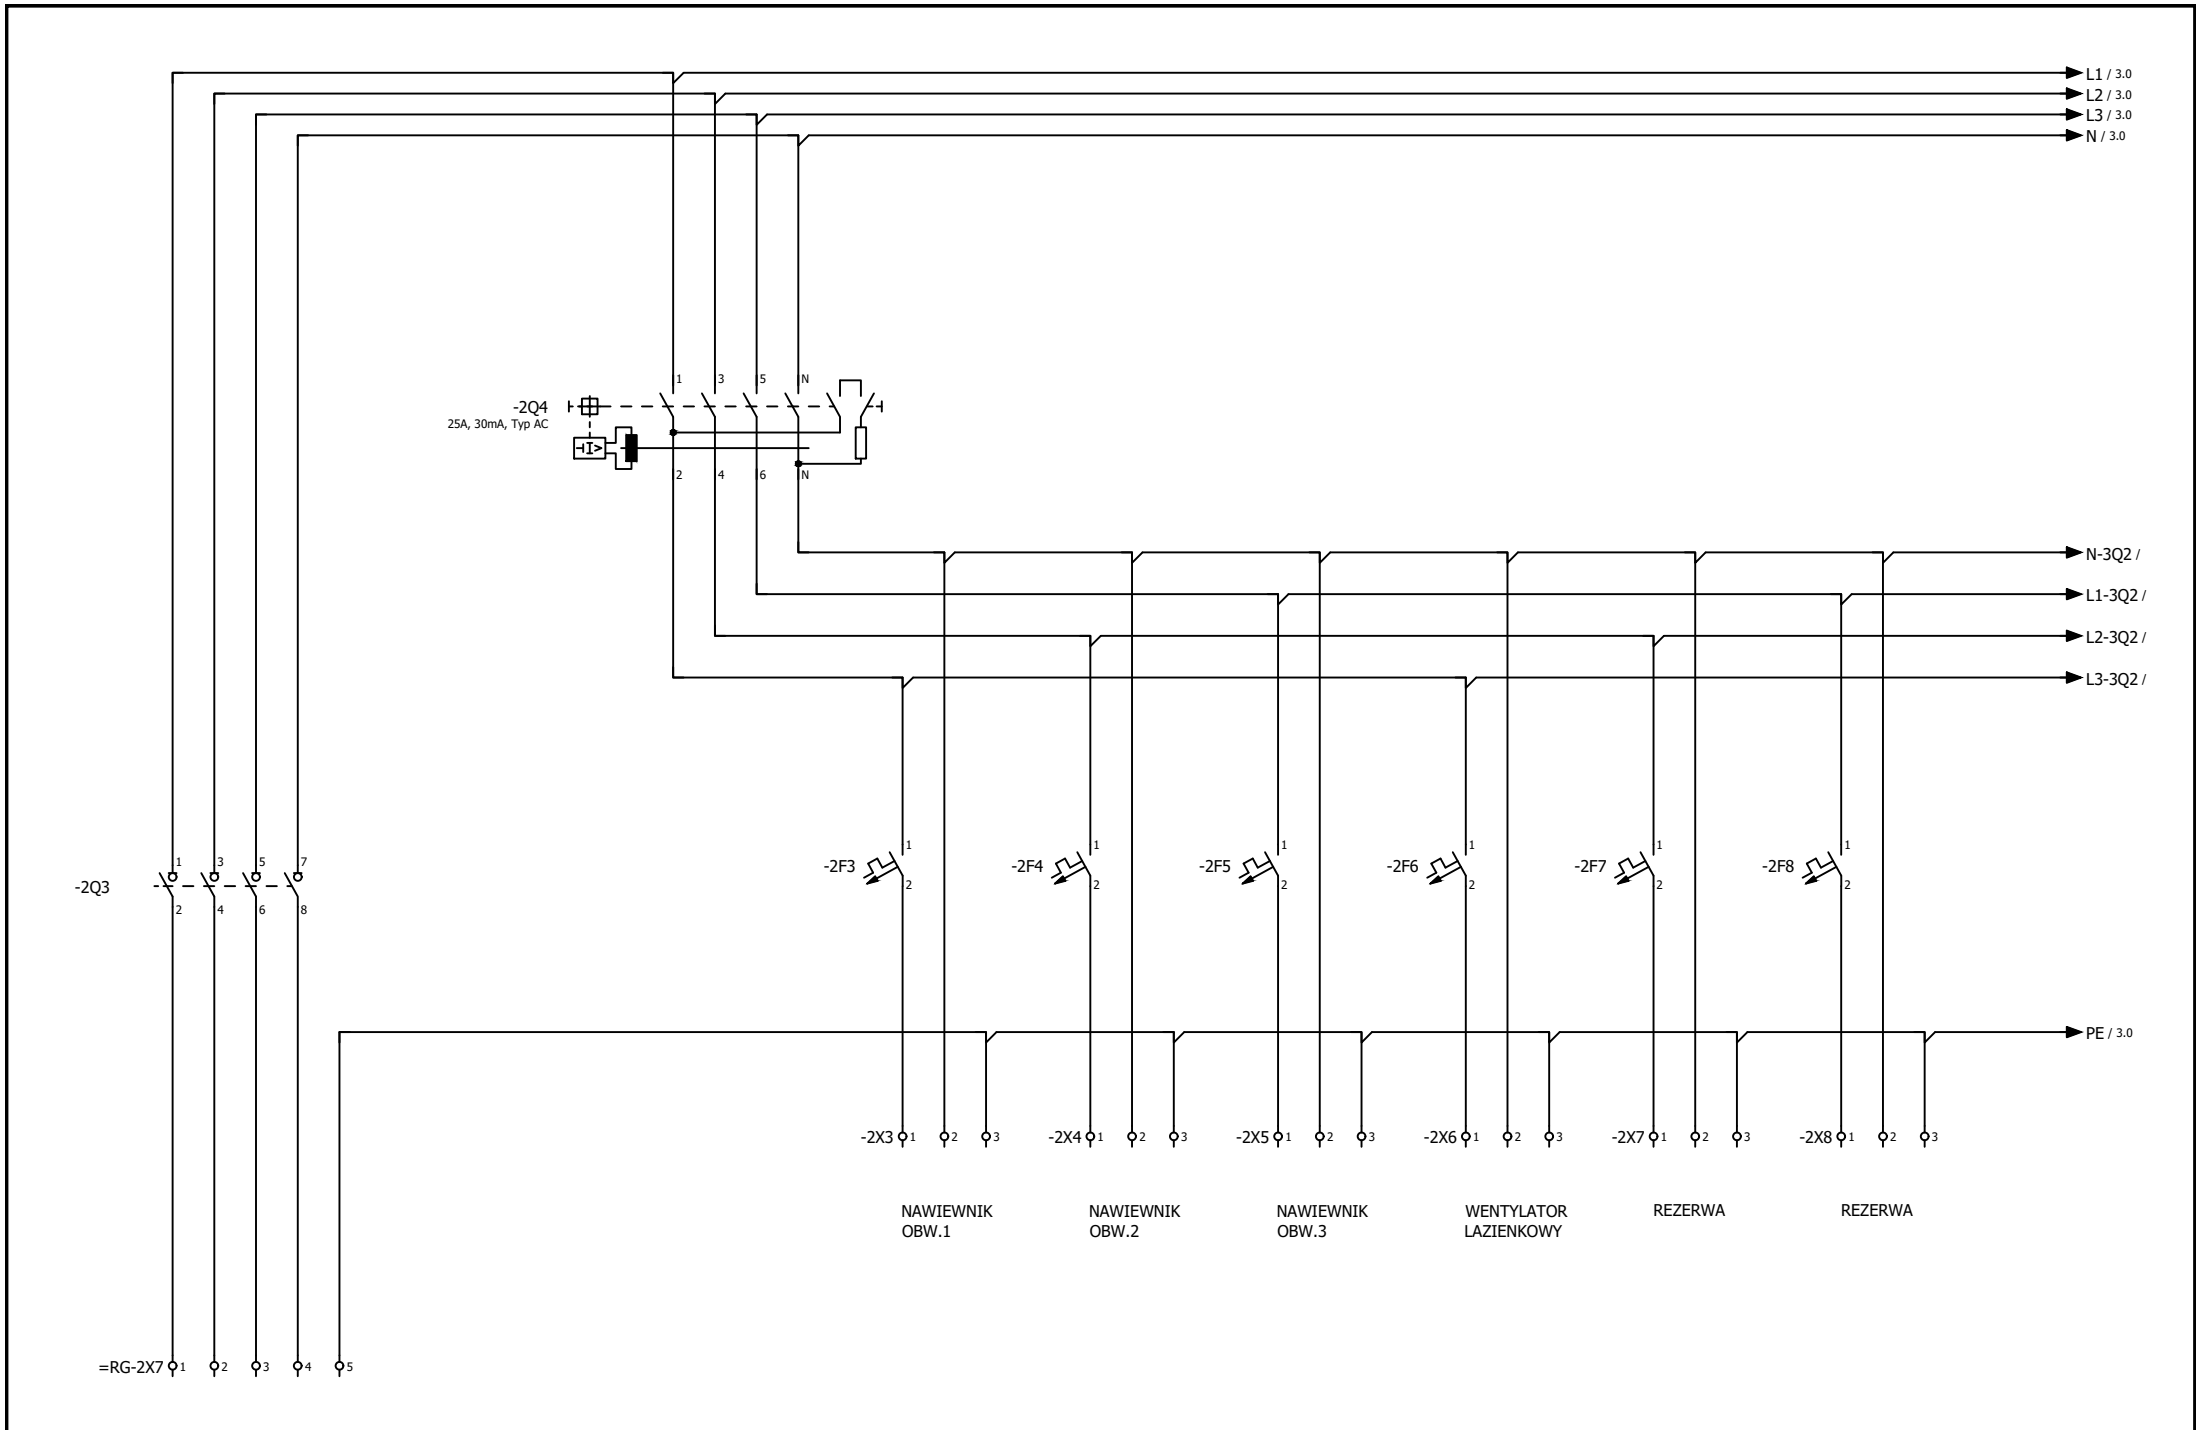 L1 / 3.0
L2 / 3.0
L3 / 3.0
N / 3.0
1 3 5 N
-2Q4
25A, 30mA, Typ AC
I>
2 4 6 N
N-3Q2 /
L1-3Q2 /
L2-3Q2 /
L3-3Q2 /
1 1 1 1 1 1
1 3 5 7
-2F3 -2F4 -2F5 -2F6 -2F7 -2F8
-2Q3
2 2 2 2 2 2
2 4 6 8
PE / 3.0
-2X3 1 2 3 -2X4 1 2 3 -2X5 1 2 3 -2X6 1 2 3 -2X7 1 2 3 -2X8 1 2 3
NAWIEWNIK
OBW.1
NAWIEWNIK
OBW.2
NAWIEWNIK
OBW.3
WENTYLATOR
LAZIENKOWY
REZERWA
REZERWA
=RG-2X7 1 2 3 4 5